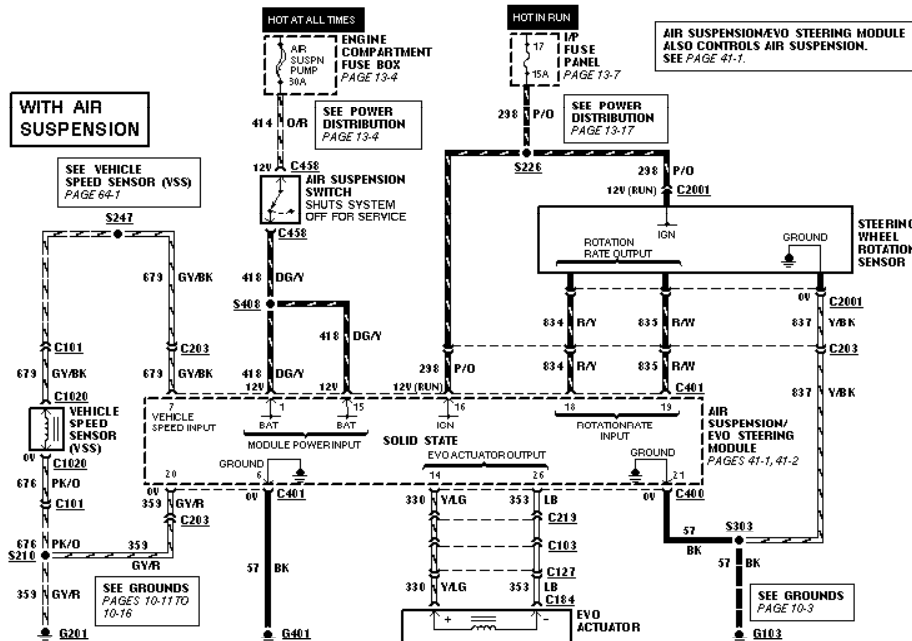 HOT AT ALL TIMES
AIR
SUSPN
PUMP
30A
ENGINE
COMPARTMENT
FUSE BOX
PAGE 13-4
HOT IN RUN
17
15A
I/P
FUSE
PANEL
PAGE 13-7
AIR SUSPENSION/EVO STEERING MODULE
ALSO CONTROLS AIR SUSPENSION.
SEE PAGE 41-1.
WITH AIR
SUSPENSION
414 O/R
SEE POWER
DISTRIBUTION
PAGE 13-4
298 P/O
SEE POWER
DISTRIBUTION
PAGE 13-17
SEE VEHICLE
SPEED SENSOR (VSS)
PAGE 64-1
12V C458
AIR SUSPENSION
SWITCH
SHUTS SYSTEM
OFF FOR SERVICE
C458
S226
298 P/O
12V (RUN) C2001
S247
IGN
ROTATION
RATE OUTPUT
GROUND
STEERING
WHEEL
ROTATION
SENSOR
679 GY/BK
418 DG/Y
S408
418 DG/Y
0V C2001
834 R/Y
835 R/W
837 Y/BK
C101
C203
C203
679 GY/BK
679 GY/BK
418 DG/Y
298 P/O
834 R/Y
835 R/W
837 Y/BK
C1020
12V
12V
12V (RUN)
C401
7
1
15
16
18
19
VEHICLE
SPEED INPUT
BAT
BAT
IGN
MODULE POWER INPUT
SOLID STATE
ROTATION RATE
INPUT
AIR
SUSPENSION/
EVO STEERING
MODULE
PAGES 41-1, 41-2
VEHICLE
SPEED
SENSOR
(VSS)
0V C1020
20
GROUND
6
EVO ACTUATOR OUTPUT
14
26
GROUND
21
676 PK/O
C101
0V
359 GY/R
C203
0V C401
330 Y/LG
353 LB
C219
0V C400
676 PK/O
S210
359
GY/R
C103
57
BK
S303
359 GY/R
SEE GROUNDS
PAGES 10-11 TO
10-16
57 BK
C127
330 Y/LG
353 LB
C184
57 BK
SEE GROUNDS
PAGE 10-3
G201
G401
+
-
EVO
ACTUATOR
G103